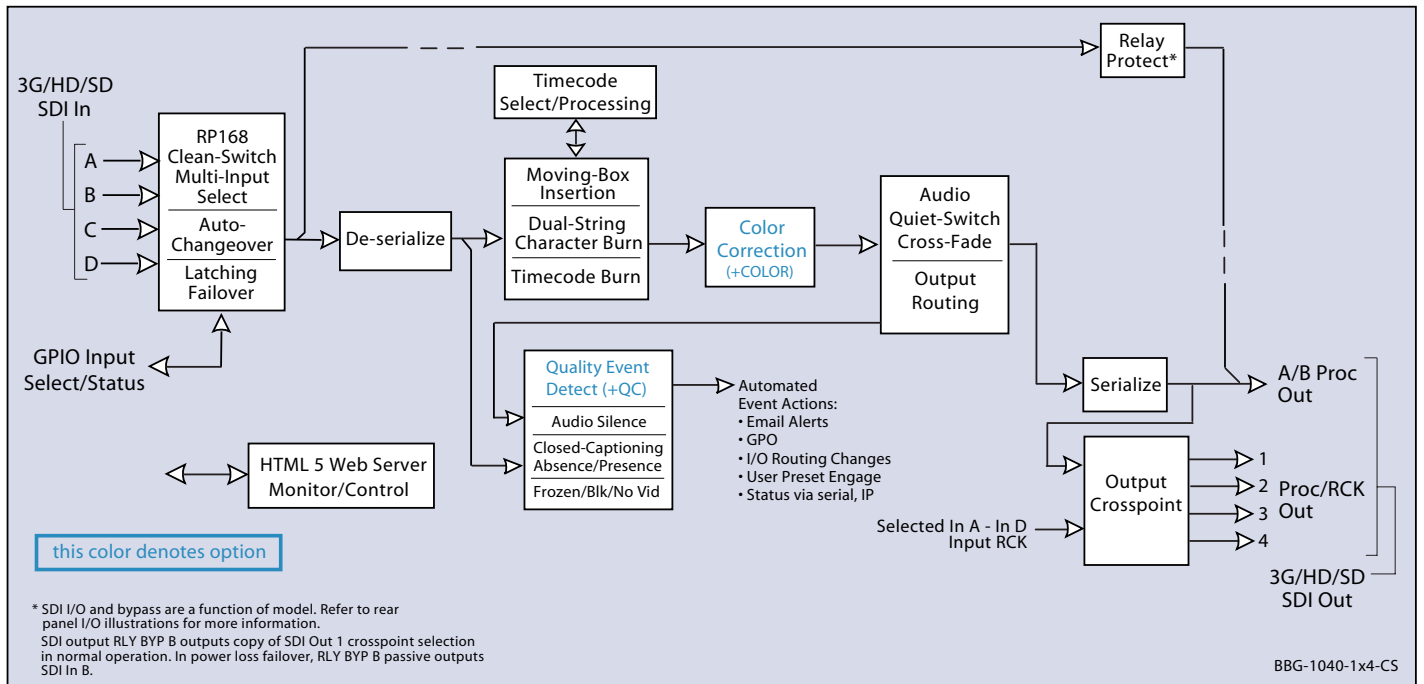 Relay
Protect*
3G/HD/SD
SDI In
Timecode
Select/Processing
RP168
Clean-Switch
Multi-Input
Select
Auto-
Changeover
Latching
Failover
A
B
C
D
De-serialize
Moving-Box
Insertion
Dual-String
Character Burn
Timecode Burn
Color
Correction
(+COLOR)
Audio
Quiet-Switch
Cross-Fade
Output
Routing
GPIO Input
Select/Status
Quality Event
Detect (+QC)
Audio Silence
Closed-Captioning
Absence/Presence
Frozen/Blk/No Vid
Automated
Event Actions:
• Email Alerts
• GPO
• I/O Routing Changes
• User Preset Engage
• Status via serial, IP
Serialize
A/B Proc
Out
HTML 5 Web Server
Monitor/Control
Output
Crosspoint
1
2
3
4
Proc/RCK
Out
Selected In A - In D
Input RCK
3G/HD/SD
SDI Out
this color denotes option
* SDI I/O and bypass are a function of model. Refer to rear
panel I/O illustrations for more information.
SDI output RLY BYP B outputs copy of SDI Out 1 crosspoint selection
in normal operation. In power loss failover, RLY BYP B passive outputs
SDI In B.
BBG-1040-1x4-CS